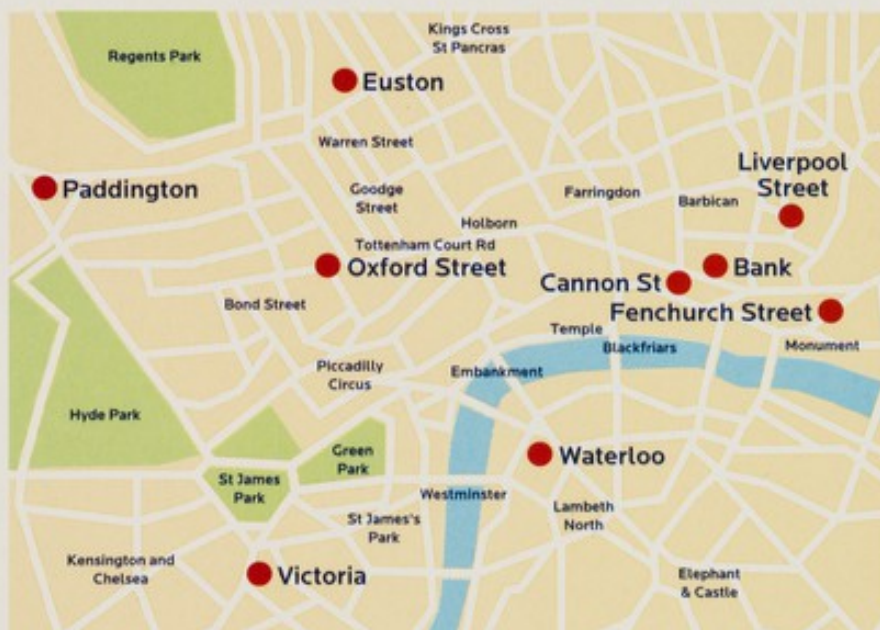 Kings Cross
St Pancras
Regents Park
Euston
Warren Street
Liverpool
Street
Paddington
Goodge
Street
Farringdon
Barbican
Holborn
Tottenham Court Rd
Oxford Street
Bank
Cannon St
Bond Street
Fenchurch Street
Temple
Blackfriars
Monument
Piccadilly
Circus
Embankment
Hyde Park
Green
Park
Waterloo
St James
Park
Westminster
Lambeth
North
St James's
Park
Kensington and
Chelsea
Victoria
Elephant
& Castle